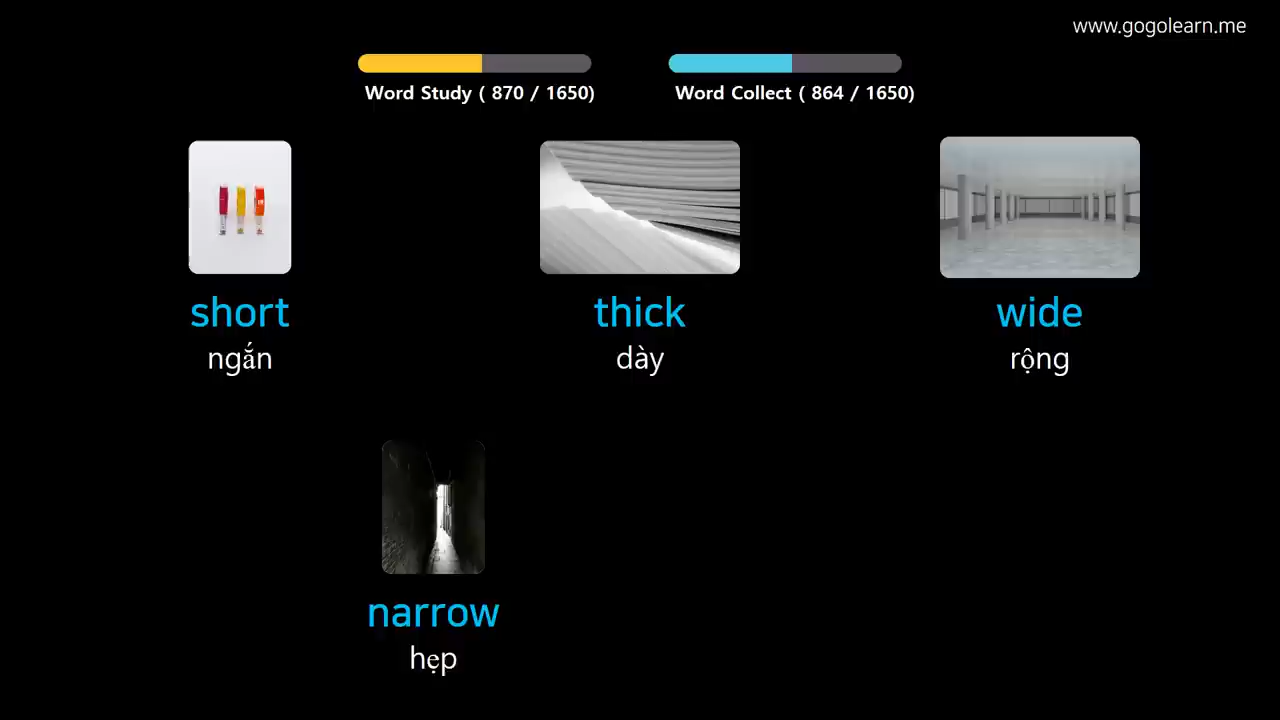 www.gogolearn.me
Word Study ( 870 / 1650)
Word Collect ( 864 / 1650)
short
ngắn
thick
dày
wide
rộng
narrow
hẹp